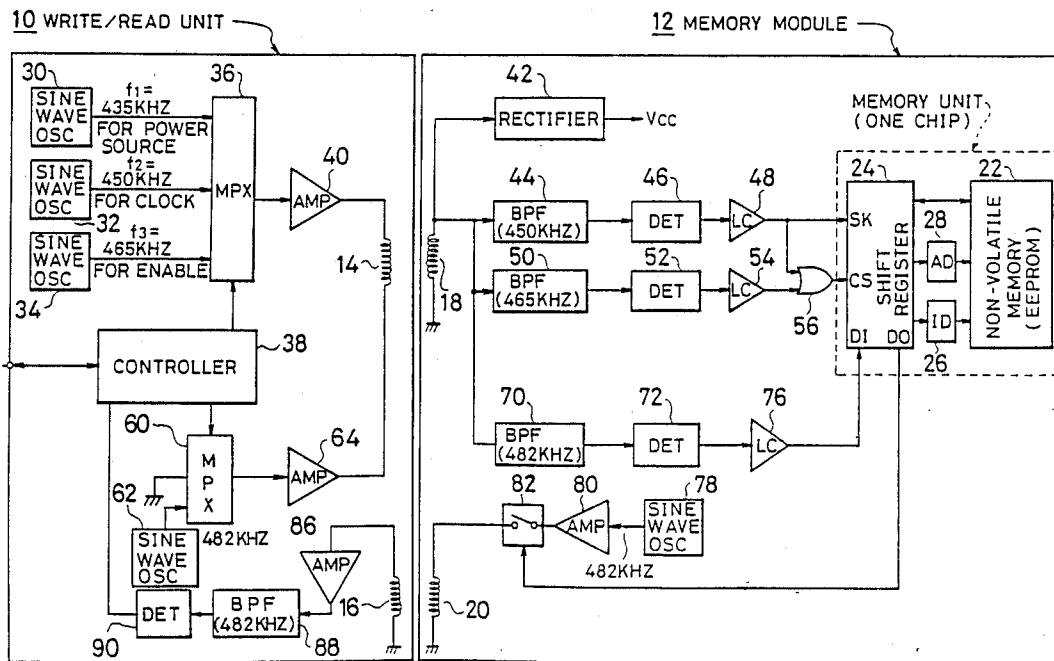 10 WRITE/READ UNIT
12 MEMORY MODULE
30
SINE
WAVE
OSC
f1=
435KHZ
FOR POWER
SOURCE
36
MPX
SINE
WAVE
OSC
32
f2=
450KHZ
FOR CLOCK
40
AMP
SINE
WAVE
OSC
34
f3=
465KHZ
FOR ENABLE
14
38
CONTROLLER
60
MPX
64
AMP
62
SINE
WAVE
OSC
482KHZ
86
AMP
16
DET
90
BPF
(482KHZ)
88
42
RECTIFIER
Vcc
MEMORY UNIT
(ONE CHIP)
44
BPF
(450KHZ)
46
DET
48
LC
18
50
BPF
(465KHZ)
52
DET
54
LC
56
24
SK
CS
DI
DO
SHIFT
REGISTER
28
AD
ID
26
22
NON-VOLATILE
MEMORY
(EEPROM)
70
BPF
(482KHZ)
72
DET
76
LC
82
80
AMP
78
SINE
WAVE
OSC
482KHZ
20